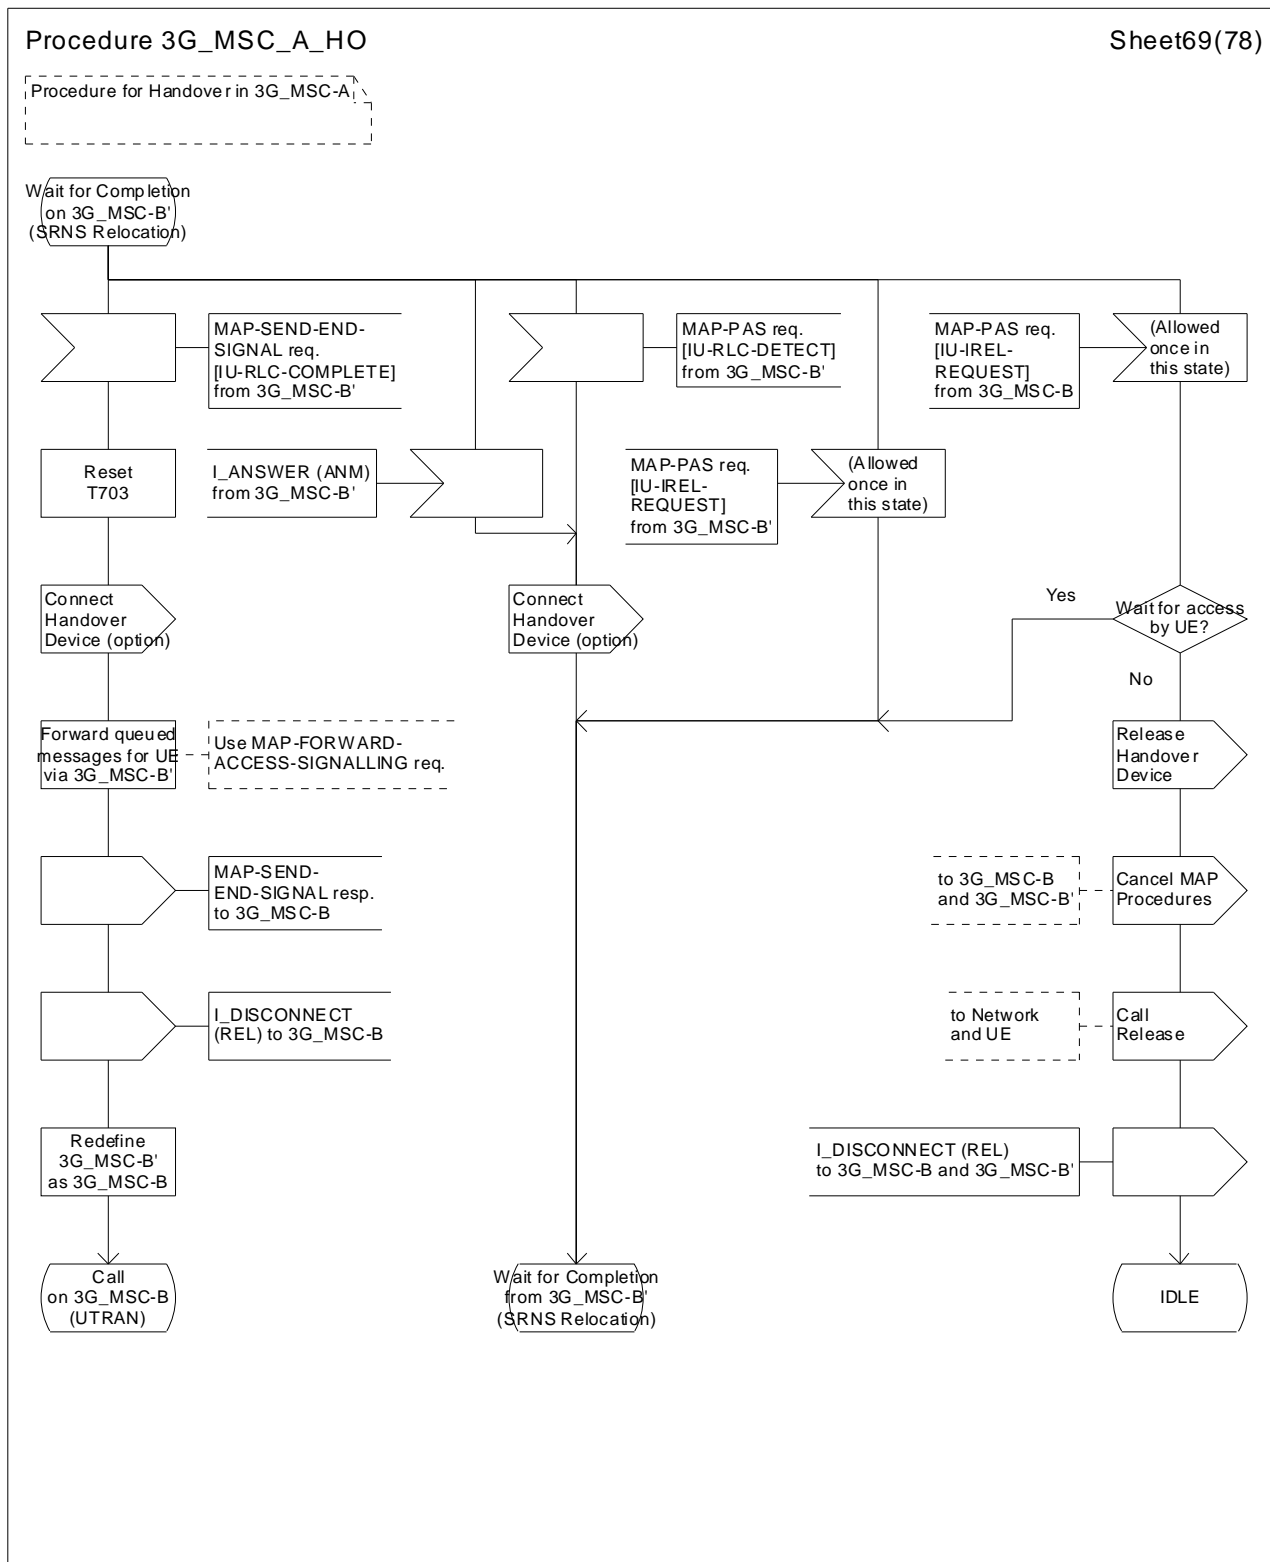 Procedure 3G_MSC_A_HO
Sheet69(78)
Procedure for Handover in 3G_MSC-A
Wait for Completion
on 3G_MSC-B'
(SRNS Relocation)
MAP-SEND-END-
SIGNAL req.
[IU-RLC-COMPLETE]
from 3G_MSC-B'
MAP-PAS req.
[IU-RLC-DETECT]
from 3G_MSC-B'
MAP-PAS req.
[IU-IREL-
REQUEST]
from 3G_MSC-B
(Allowed
once in
this state)
Reset
T703
I_ANSWER (ANM)
from 3G_MSC-B'
MAP-PAS req.
[IU-IREL-
REQUEST]
from 3G_MSC-B'
(Allowed
once in
this state)
Connect
Handover
Device (option)
Connect
Handover
Device (option)
Yes
Wait for access
by UE?
No
Forward queued
messages for UE
via 3G_MSC-B'
Use MAP-FORWARD-
ACCESS-SIGNALLING req.
Release
Handover
Device
MAP-SEND-
END-SIGNAL resp.
to 3G_MSC-B
to 3G_MSC-B
and 3G_MSC-B'
Cancel MAP
Procedures
I_DISCONNECT
(REL) to 3G_MSC-B
to Network
and UE
Call
Release
Redefine
3G_MSC-B'
as 3G_MSC-B
I_DISCONNECT (REL)
to 3G_MSC-B and 3G_MSC-B'
Call
on 3G_MSC-B
(UTRAN)
Wait for Completion
from 3G_MSC-B'
(SRNS Relocation)
IDLE